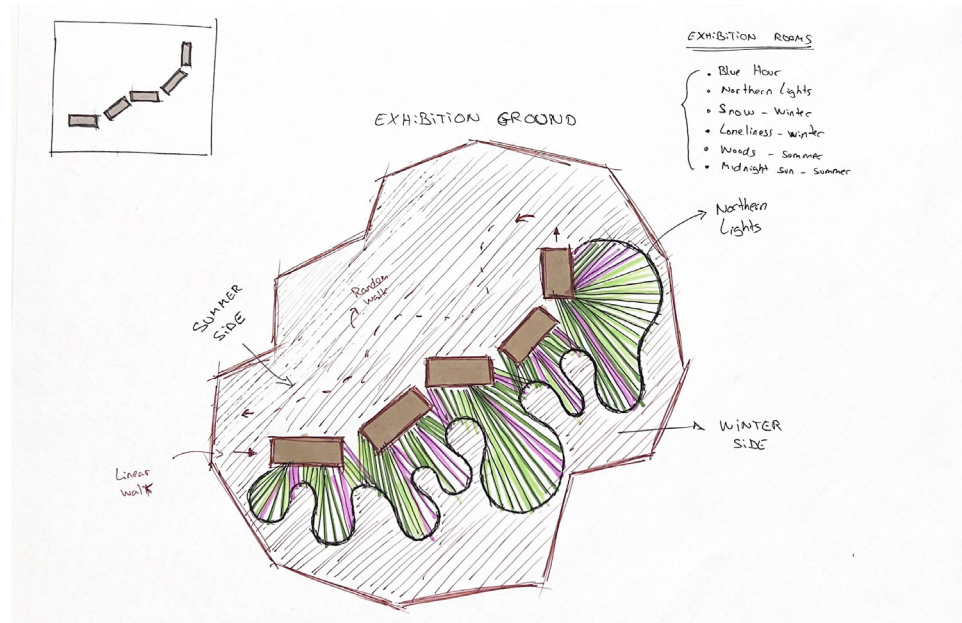 EXHIBITION ROOMS
Blue Hour
Northern Lights
Snow - Winter
Loneliness - Winter
Woods - Summer
Midnight Sun - Summer
EXHIBITION GROUND
Northern
Lights
SUMMER
SIDE
Random
walk
WINTER
SIDE
Linear
walk